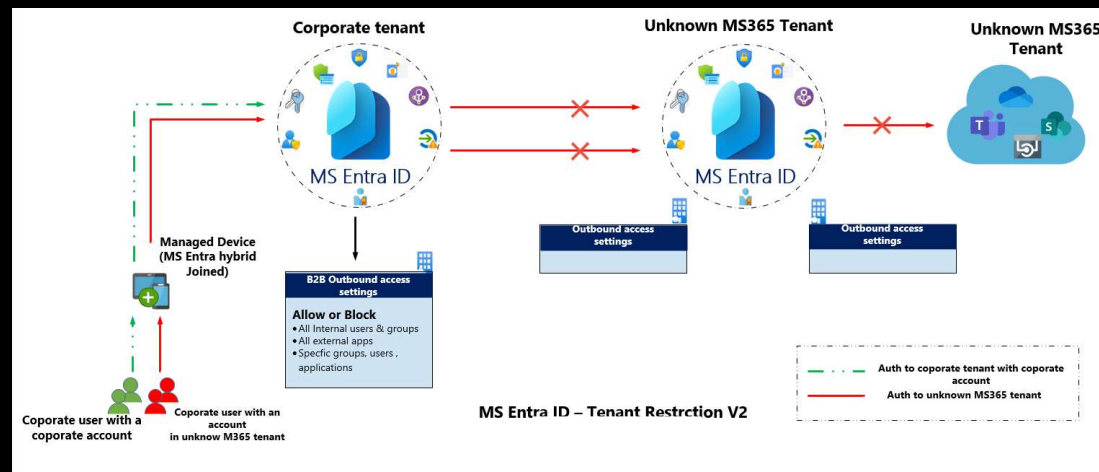 Corporate tenant
Unknown MS365 Tenant
Unknown MS365
Tenant
MS Entra ID
MS Entra ID
T
S
Managed Device
(MS Entra hybrid
Joined)
B2B Outbound access
settings
Allow or Block
• All Internal users & groups
• All external apps
• Specfic groups, users ,
applications
Outbound access
settings
Outbound access
settings
Auth to coporate tenant with coporate
account
Auth to unknown MS365 tenant
Coporate user with a
coporate account
Coporate user with an
account
in unknow M365 tenant
MS Entra ID – Tenant Restrction V2